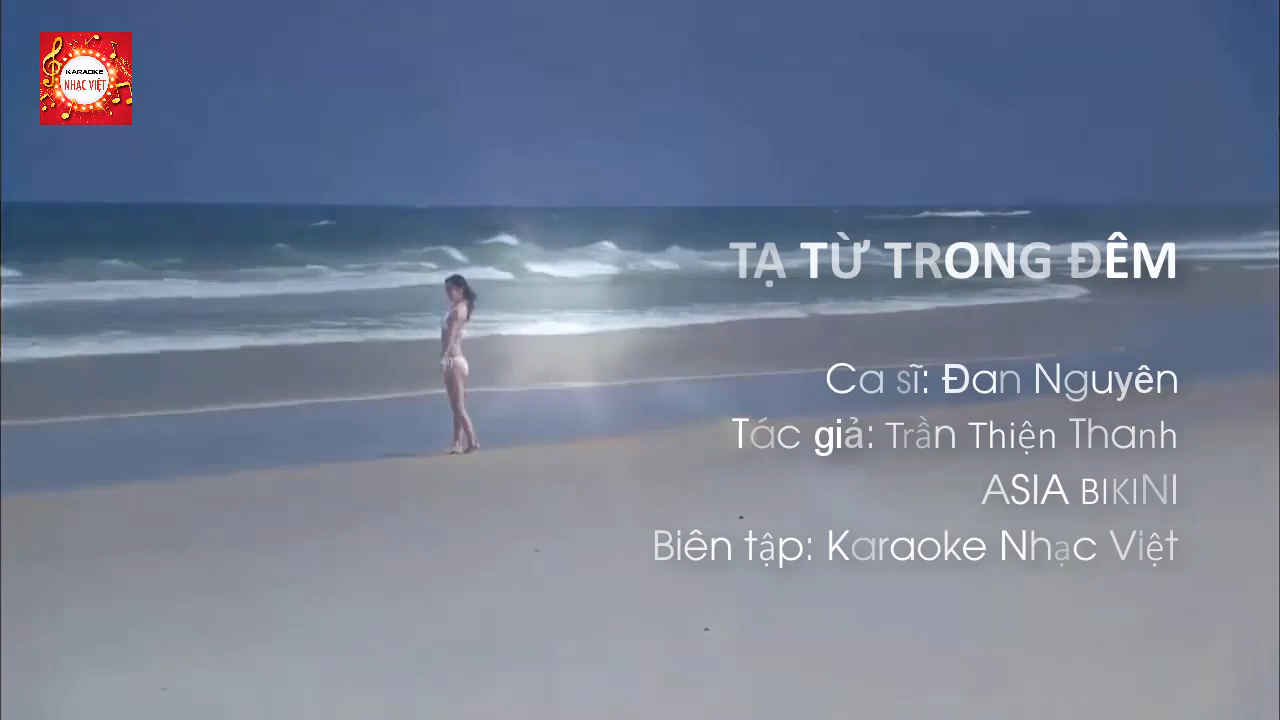 KARAOKE
NHẠC VIỆT
TẠ TỪ TRONG ĐÊM
Ca sĩ: Đan Nguyên
Tác giả: Trần Thiện Thanh
ASIA BIKINI
Biên tập: Karaoke Nhạc Việt